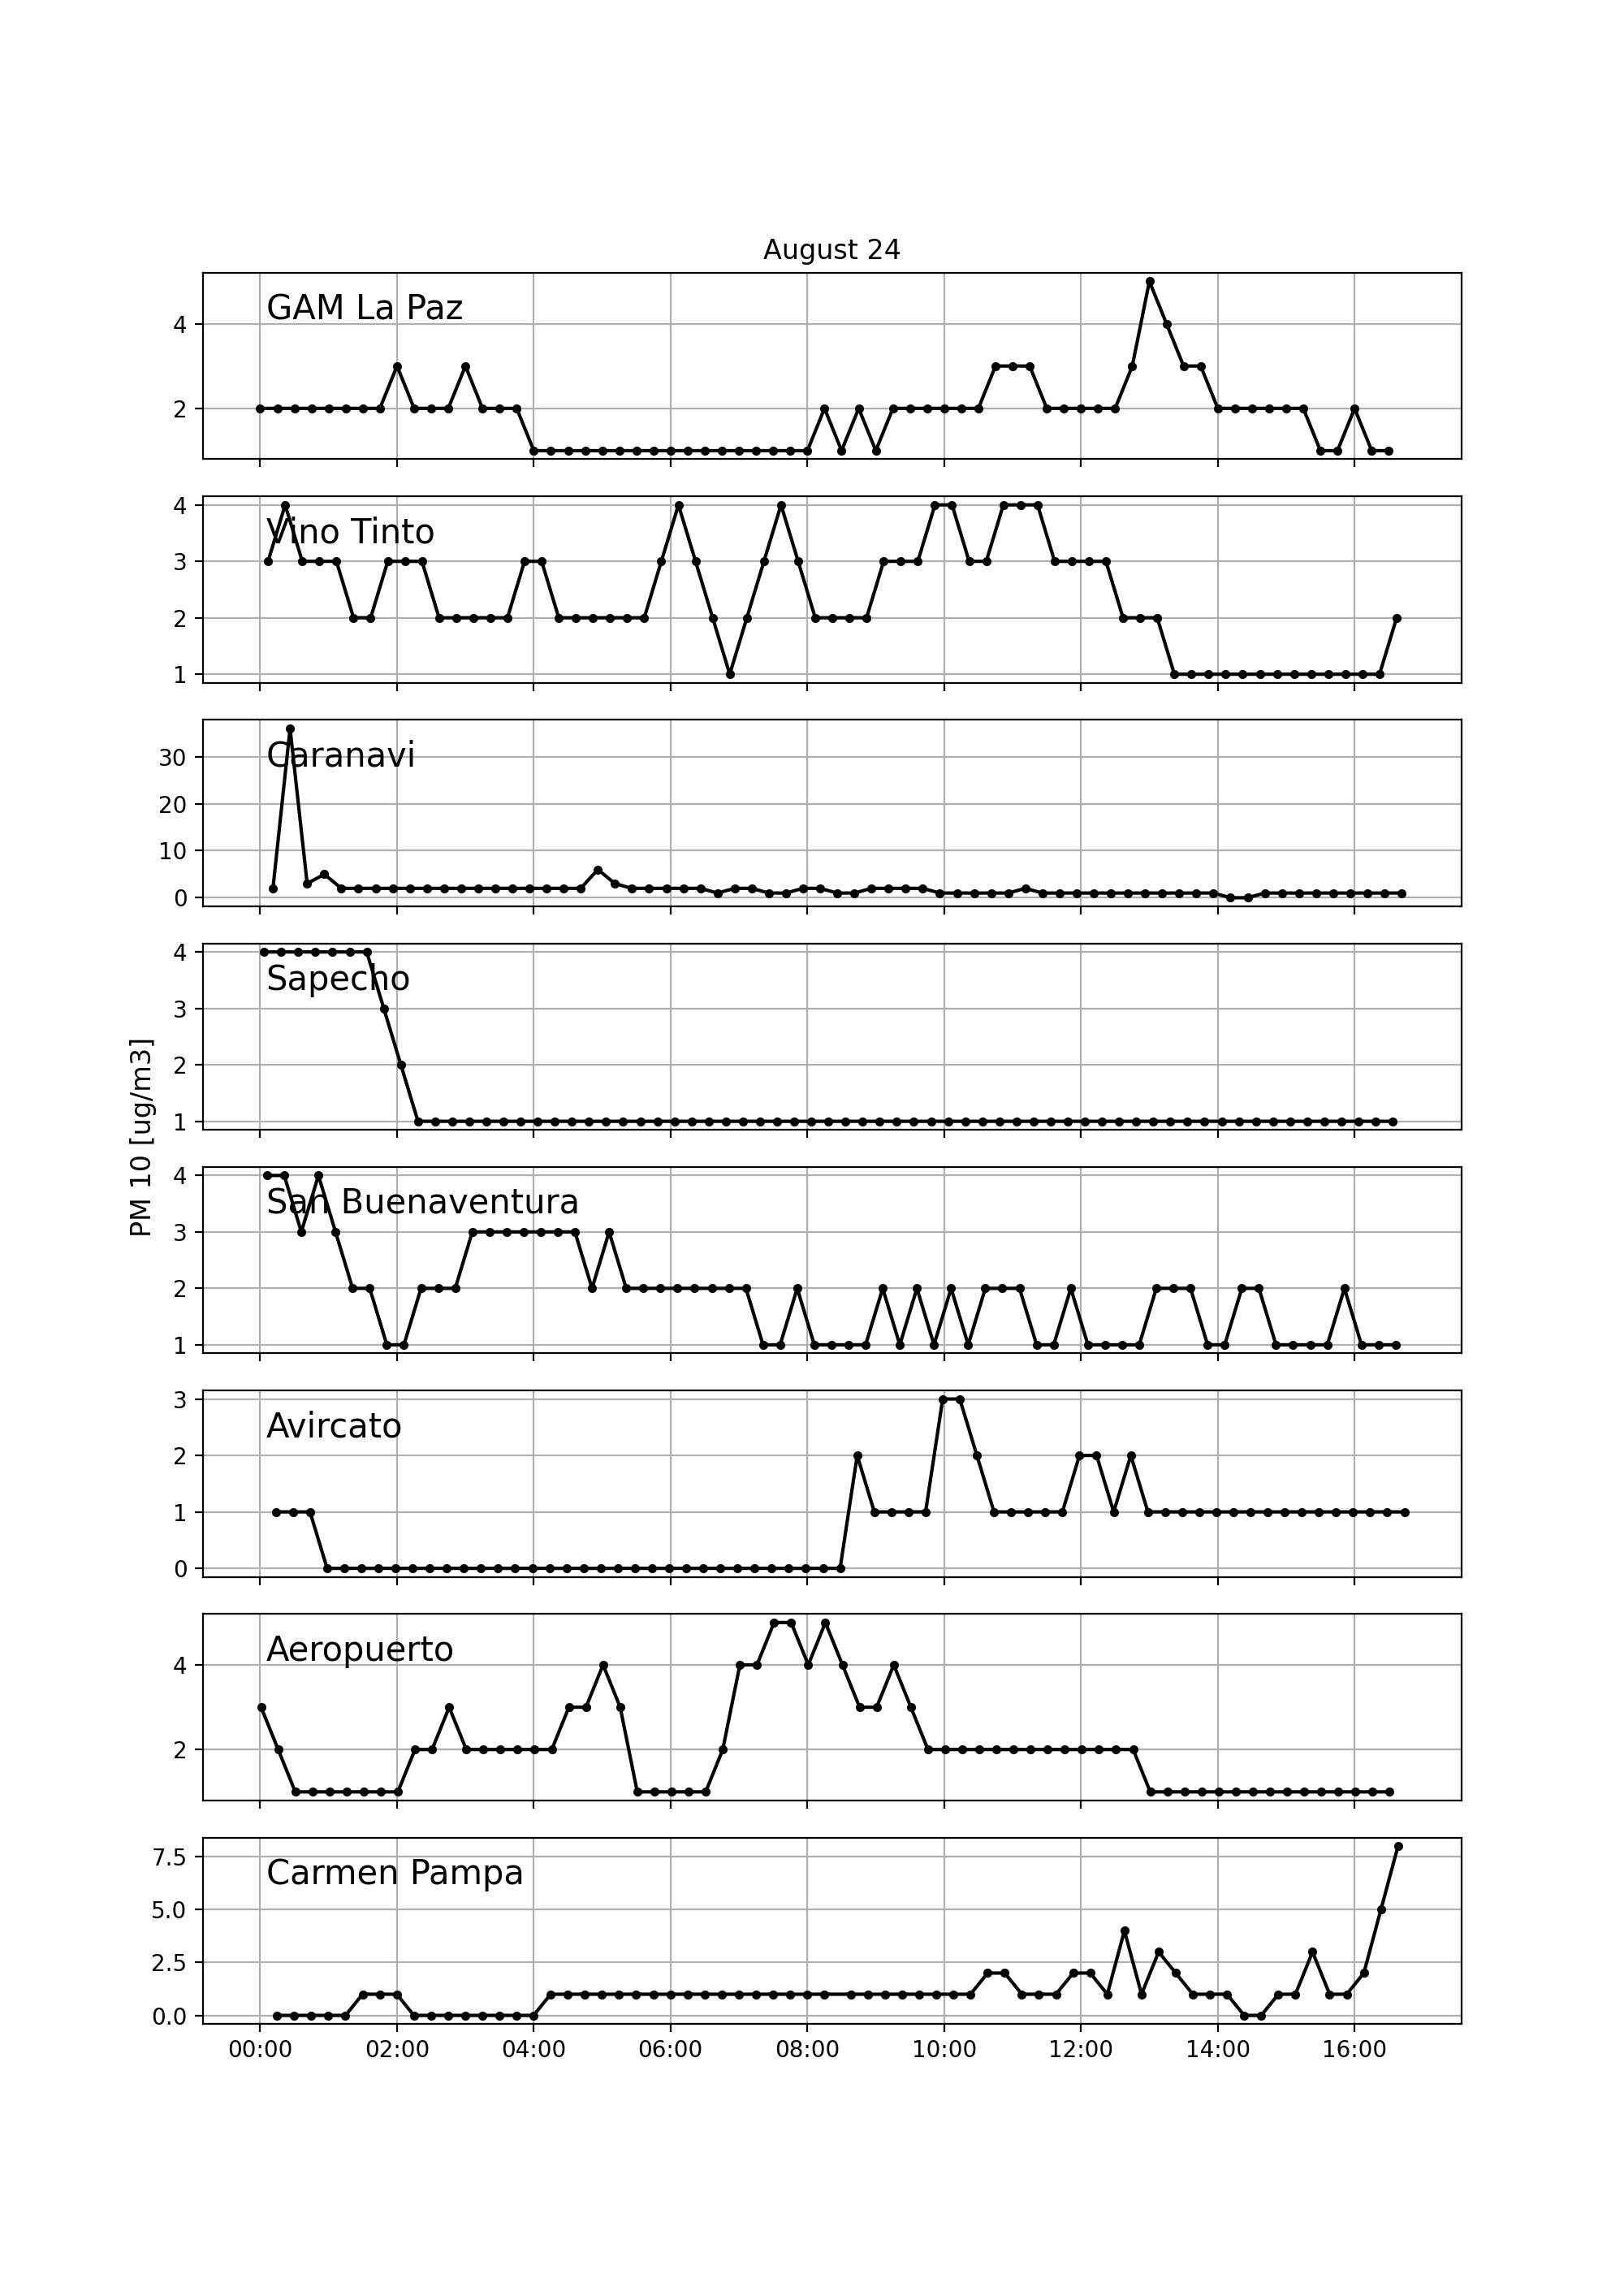 August 24
GAM La Paz
4
2
Vino Tinto
4
3
2
1
Caranavi
30
20
10
0
Sapecho
4
3
2
1
PM 10 [ug/m3]
San Buenaventura
4
3
2
1
Avircato
3
2
1
0
Aeropuerto
4
2
Carmen Pampa
7.5
5.0
2.5
0.0
00:00 02:00 04:00 06:00 08:00 10:00 12:00 14:00 16:00